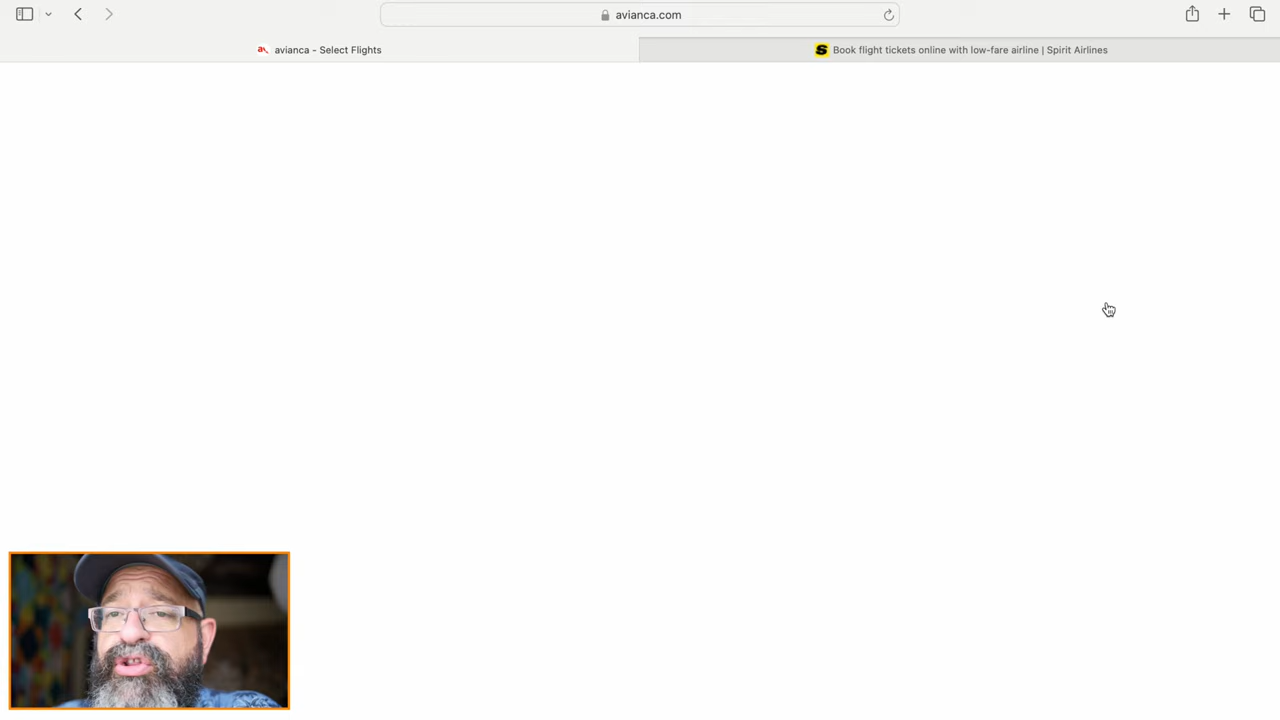 avianca.com
avianca - Select Flights
Book flight tickets online with low-fare airline | Spirit Airlines